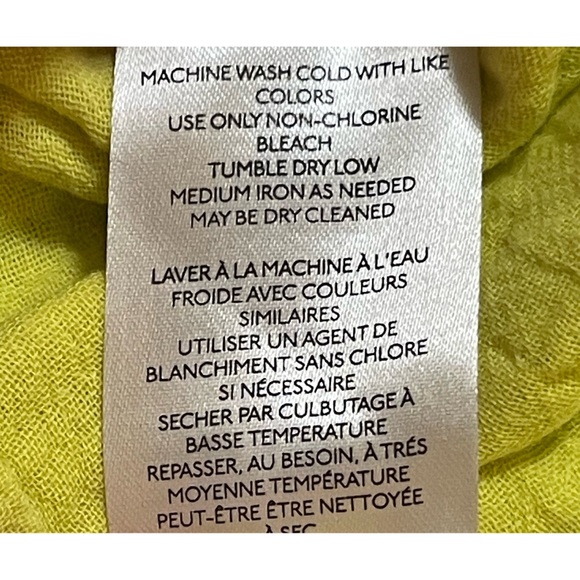 MACHINE WASH COLD WITH LIKE
COLORS
USE ONLY NON-CHLORINE
BLEACH
TUMBLE DRY LOW
MEDIUM IRON AS NEEDED
MAY BE DRY CLEANED
LAVER À LA MACHINE À L'EAU
FROIDE AVEC COULEURS
SIMILAIRES
UTILISER UN AGENT DE
BLANCHIMENT SANS CHLORE
SI NÉCESSAIRE
SECHER PAR CULBUTAGE À
BASSE TEMPERATURE
REPASSER, AU BESOIN, À TRÉS
MOYENNE TEMPÉRATURE
PEUT-ÊTRE ÊTRE NETTOYÉE
À SEC